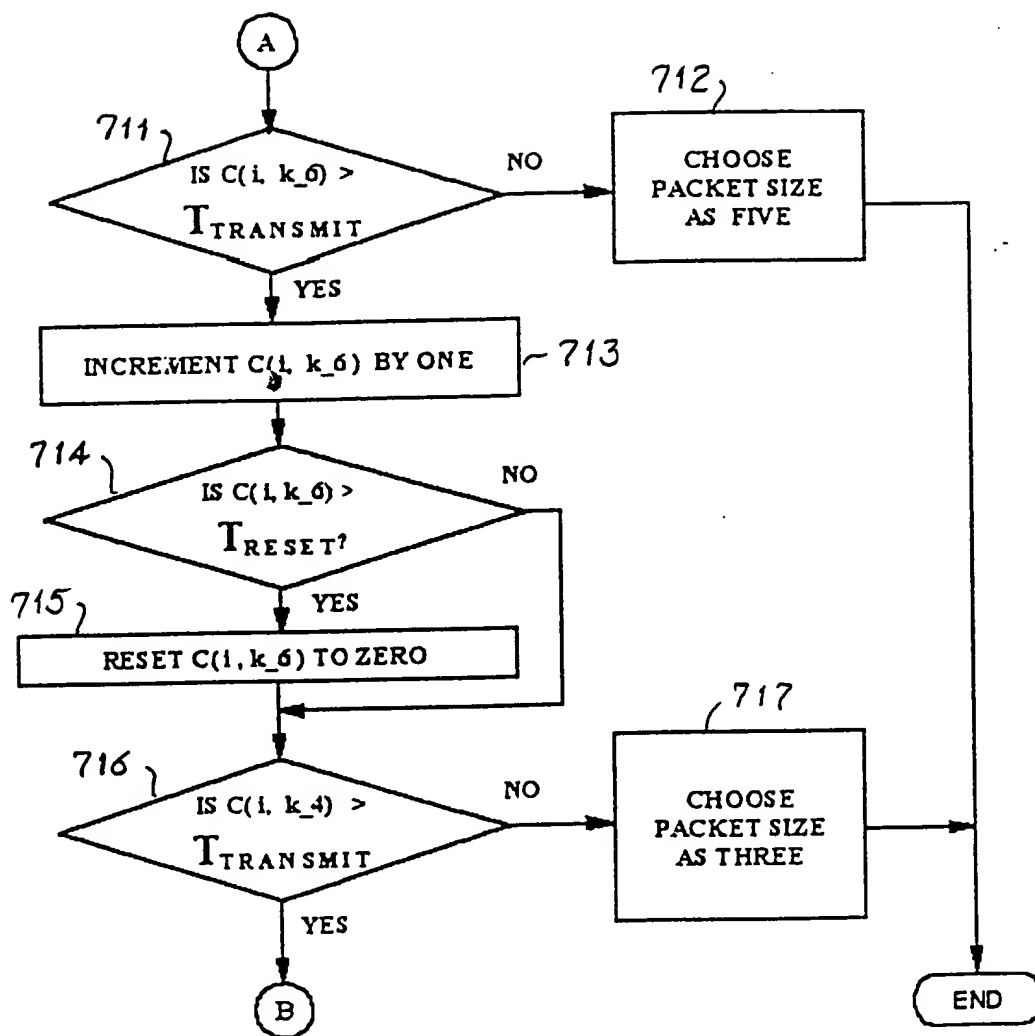 A
711
IS C(i, k_6) >
TTRANSMIT
NO
712
CHOOSE
PACKET SIZE
AS FIVE
YES
INCREMENT C(i, k_6) BY ONE
713
714
IS C(i, k_6) >
TRESET?
NO
YES
715
RESET C(i, k_6) TO ZERO
716
IS C(i, k_4) >
TTRANSMIT
NO
717
CHOOSE
PACKET SIZE
AS THREE
YES
B
END